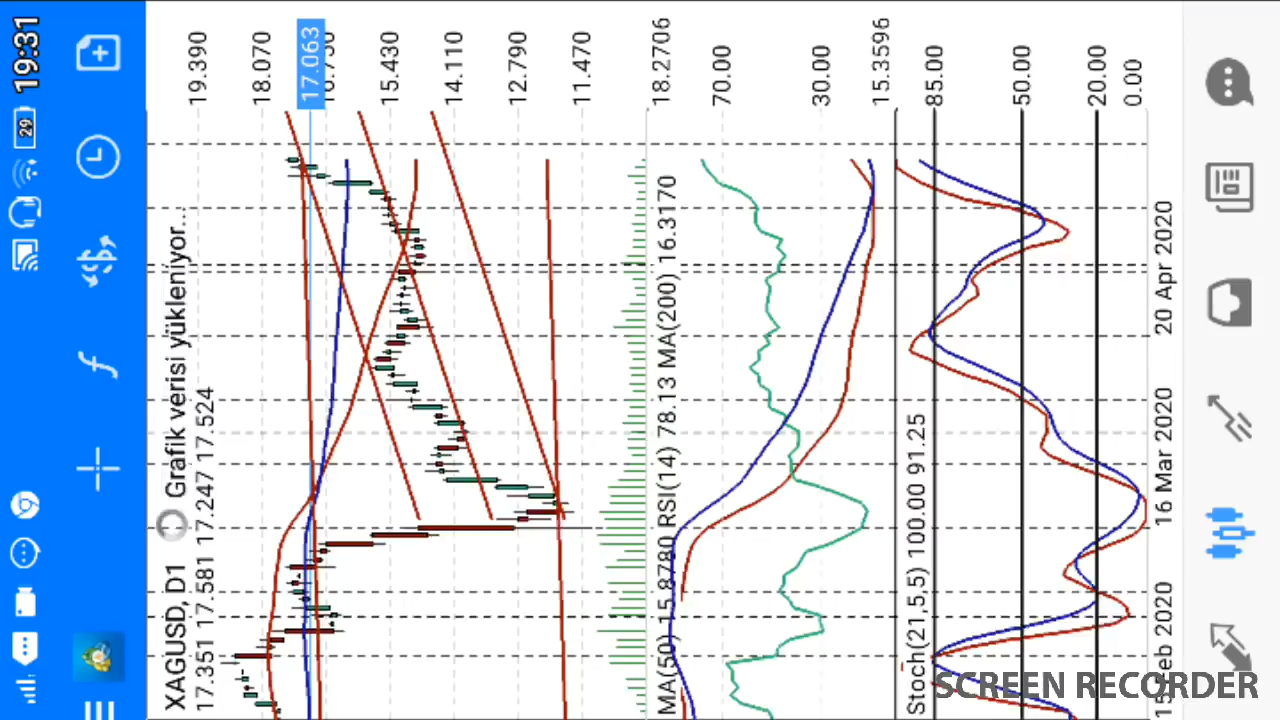 19:31
29
XAGUSD, D1 Grafik verisi yükleniyor...
17.351 17.581 17.247 17.524
19.390
18.070
17.063
16.750
15.430
14.110
12.790
11.470
MA(50) 15.8780 RSI(14) 78.13 MA(200) 16.3170
18.2706
70.00
30.00
15.3596
Stoch(21,5,5) 100.00 91.25
85.00
50.00
20.00
0.00
Feb 2020
16 Mar 2020
20 Apr 2020
SCREEN RECORDER